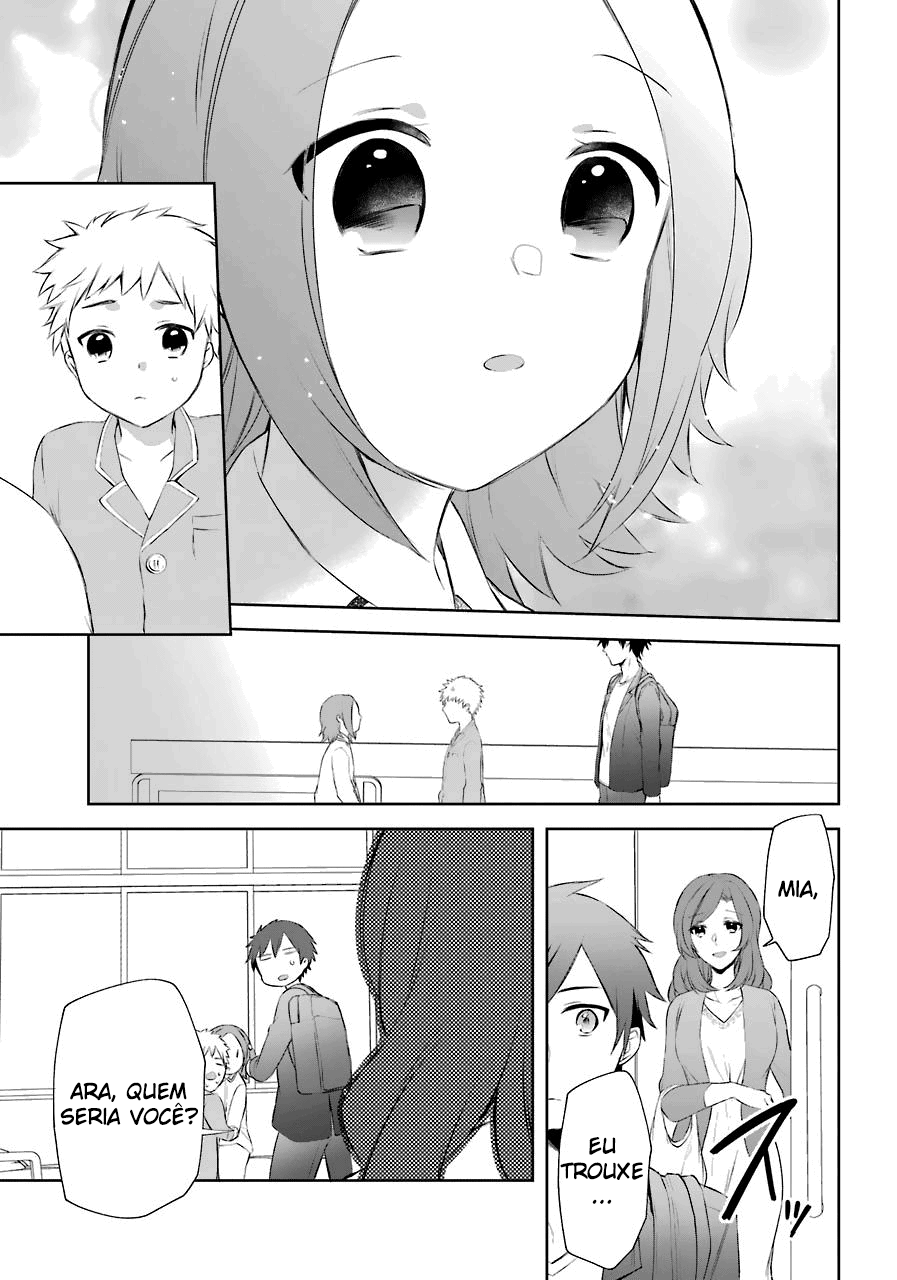 MIA,
EU
TROUXE
...
ARA, QUEM
SERIA VOCÊ?